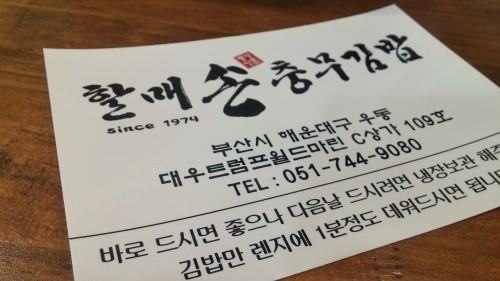 할매 손충무김밥
since 1974
부산시 해운대구 우동
대우트럼프월드마린 C상가 109호
TEL : 051-744-9080
바로 드시면 좋으나 다음날 드시려면 냉장보관 해주
김밥만 렌지에 1분정도 데워드시면 됩니